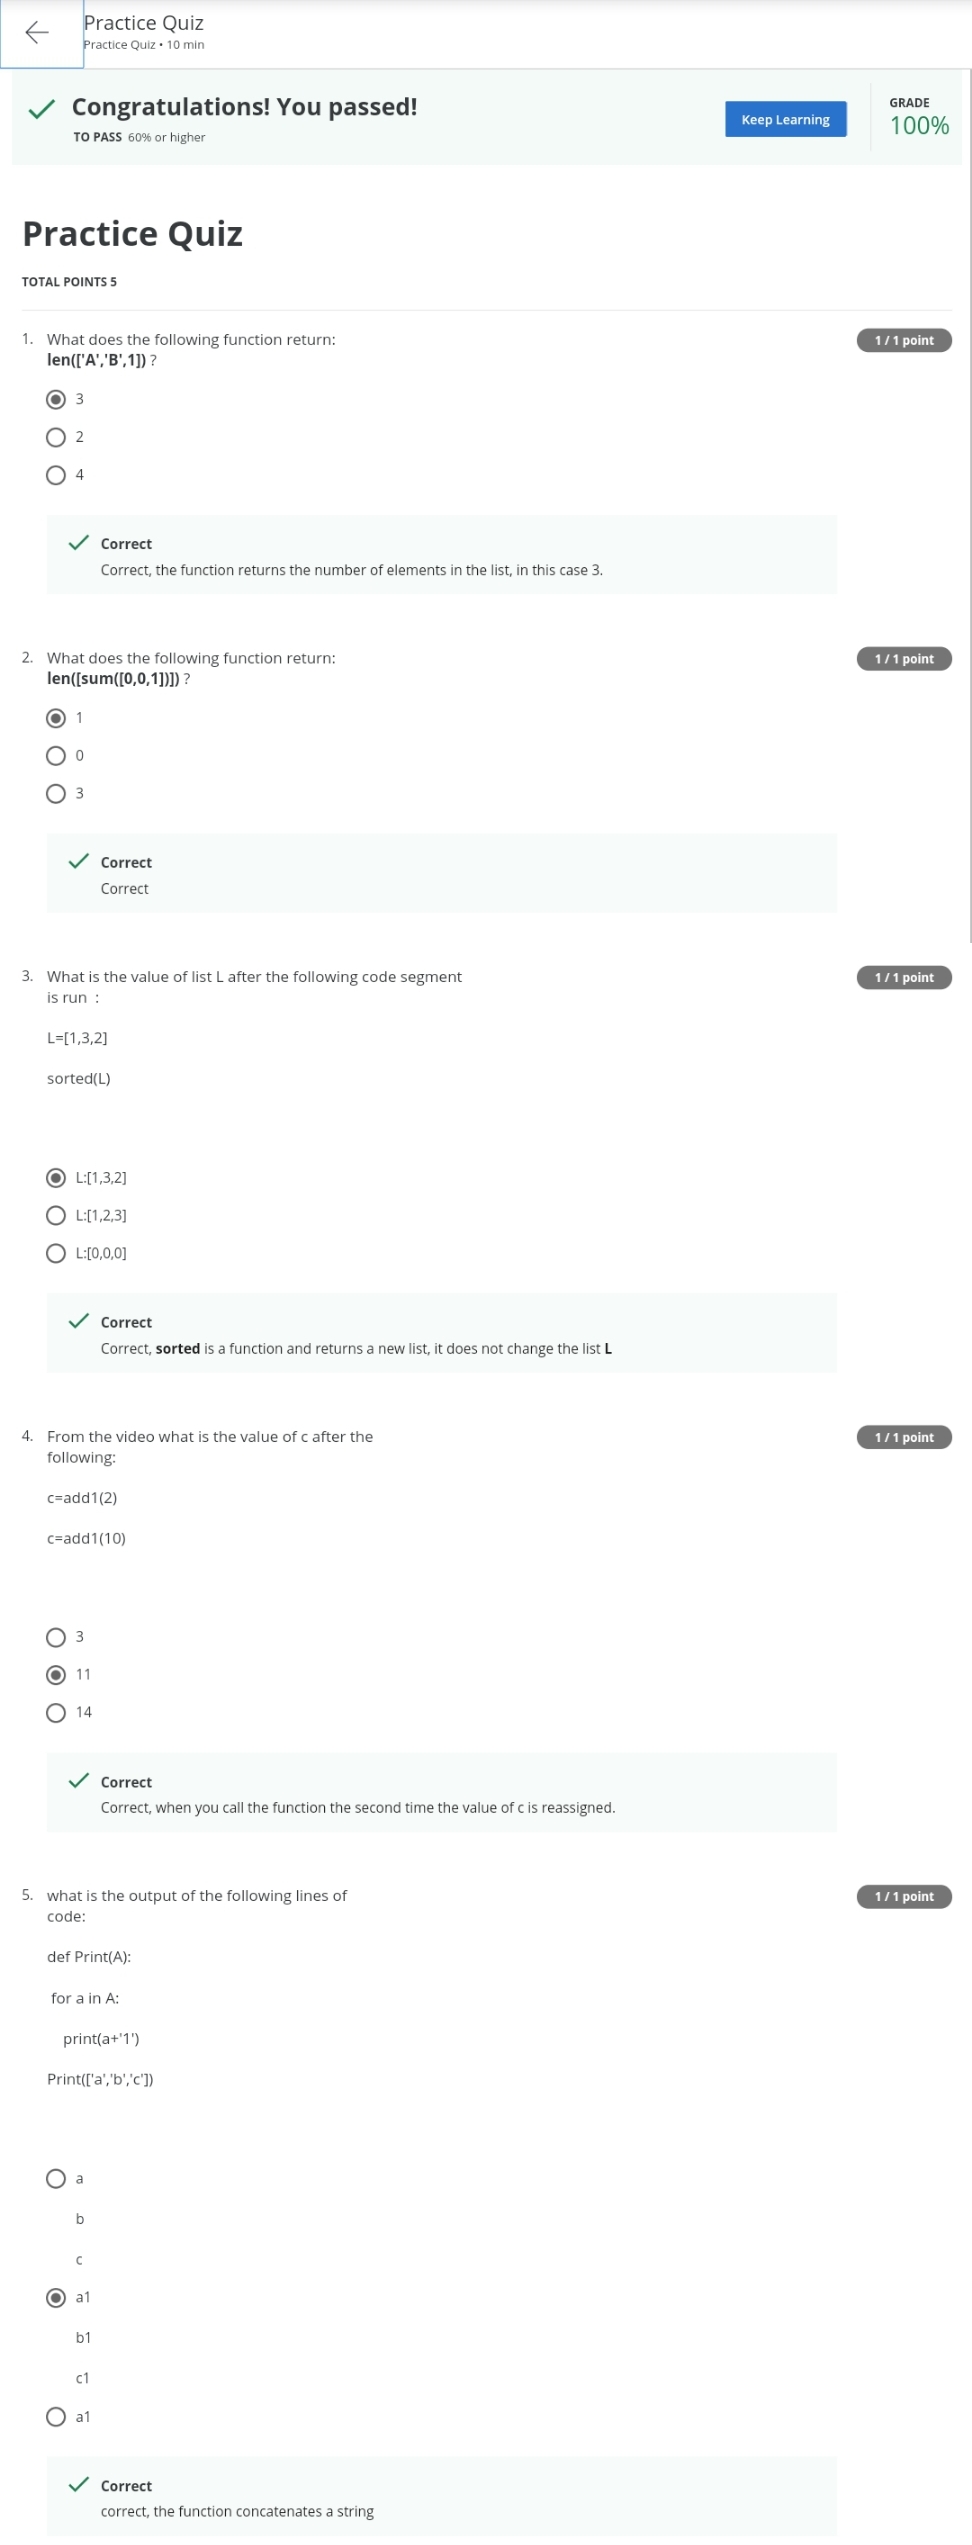 Practice Quiz
Practice Quiz • 10 min
Congratulations! You passed!
TO PASS 60% or higher
Keep Learning
GRADE
100%
Practice Quiz
TOTAL POINTS 5
1. What does the following function return:
len(['A','B',1]) ?
1 / 1 point
3
2
4
Correct
Correct, the function returns the number of elements in the list, in this case 3.
2. What does the following function return:
len([sum([0,0,1])]) ?
1 / 1 point
1
0
3
Correct
Correct
3. What is the value of list L after the following code segment
is run :
1 / 1 point
L=[1,3,2]
sorted(L)
L:[1,3,2]
L:[1,2,3]
L:[0,0,0]
Correct
Correct, sorted is a function and returns a new list, it does not change the list L
4. From the video what is the value of c after the
following:
1 / 1 point
c=add1(2)
c=add1(10)
3
11
14
Correct
Correct, when you call the function the second time the value of c is reassigned.
5. what is the output of the following lines of
code:
1 / 1 point
def Print(A):
for a in A:
print(a+'1')
Print(['a','b','c'])
a
b
c
a1
b1
c1
a1
Correct
correct, the function concatenates a string